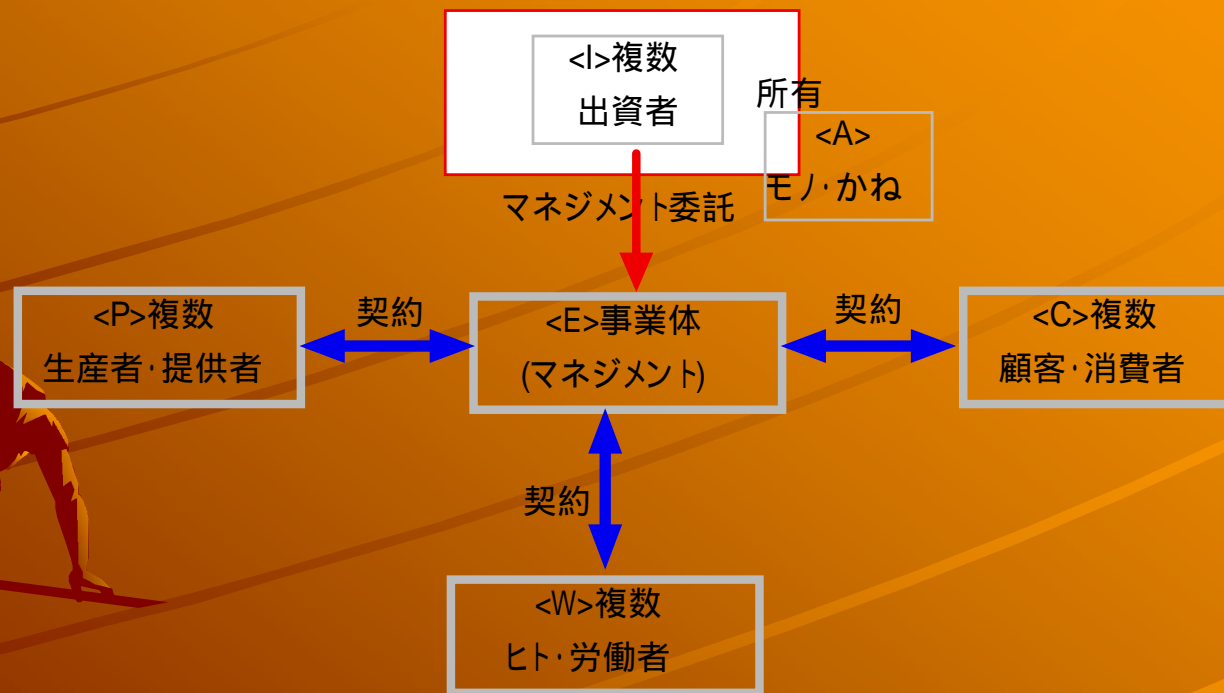 <I>複数
出資者
所有
<A>
モノ・かね
マネジメント委託
<P>複数
生産者・提供者
契約
<E>事業体
(マネジメント)
契約
<C>複数
顧客・消費者
契約
<W>複数
ヒト・労働者